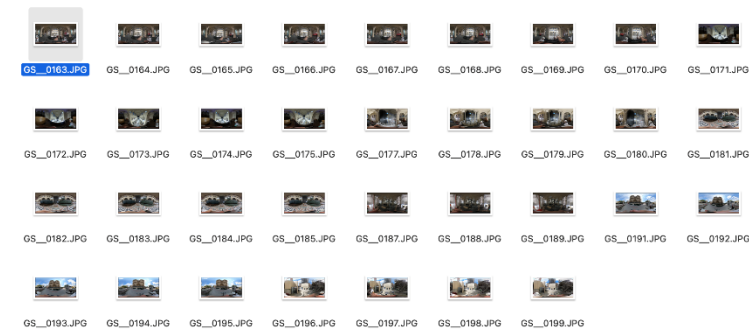 GS__0163.JPG GS__0164.JPG GS__0165.JPG GS__0166.JPG GS__0167.JPG GS__0168.JPG GS__0169.JPG GS__0170.JPG GS__0171.JPG
GS__0172.JPG GS__0173.JPG GS__0174.JPG GS__0175.JPG GS__0177.JPG GS__0178.JPG GS__0179.JPG GS__0180.JPG GS__0181.JPG
GS__0182.JPG GS__0183.JPG GS__0184.JPG GS__0185.JPG GS__0187.JPG GS__0188.JPG GS__0189.JPG GS__0191.JPG GS__0192.JPG
GS__0193.JPG GS__0194.JPG GS__0195.JPG GS__0196.JPG GS__0197.JPG GS__0198.JPG GS__0199.JPG